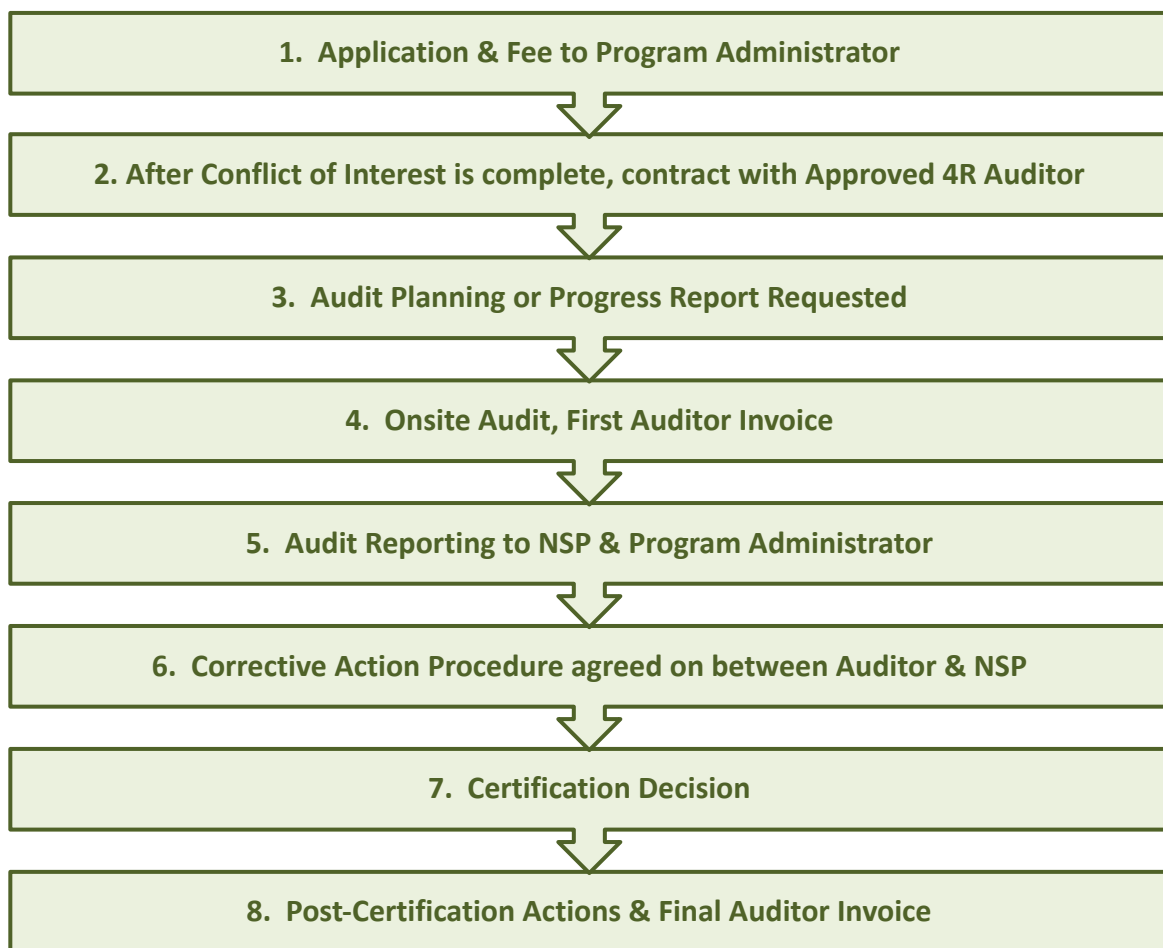 1. Application & Fee to Program Administrator
2. After Conflict of Interest is complete, contract with Approved 4R Auditor
3. Audit Planning or Progress Report Requested
4. Onsite Audit, First Auditor Invoice
5. Audit Reporting to NSP & Program Administrator
6. Corrective Action Procedure agreed on between Auditor & NSP
7. Certification Decision
8. Post-Certification Actions & Final Auditor Invoice